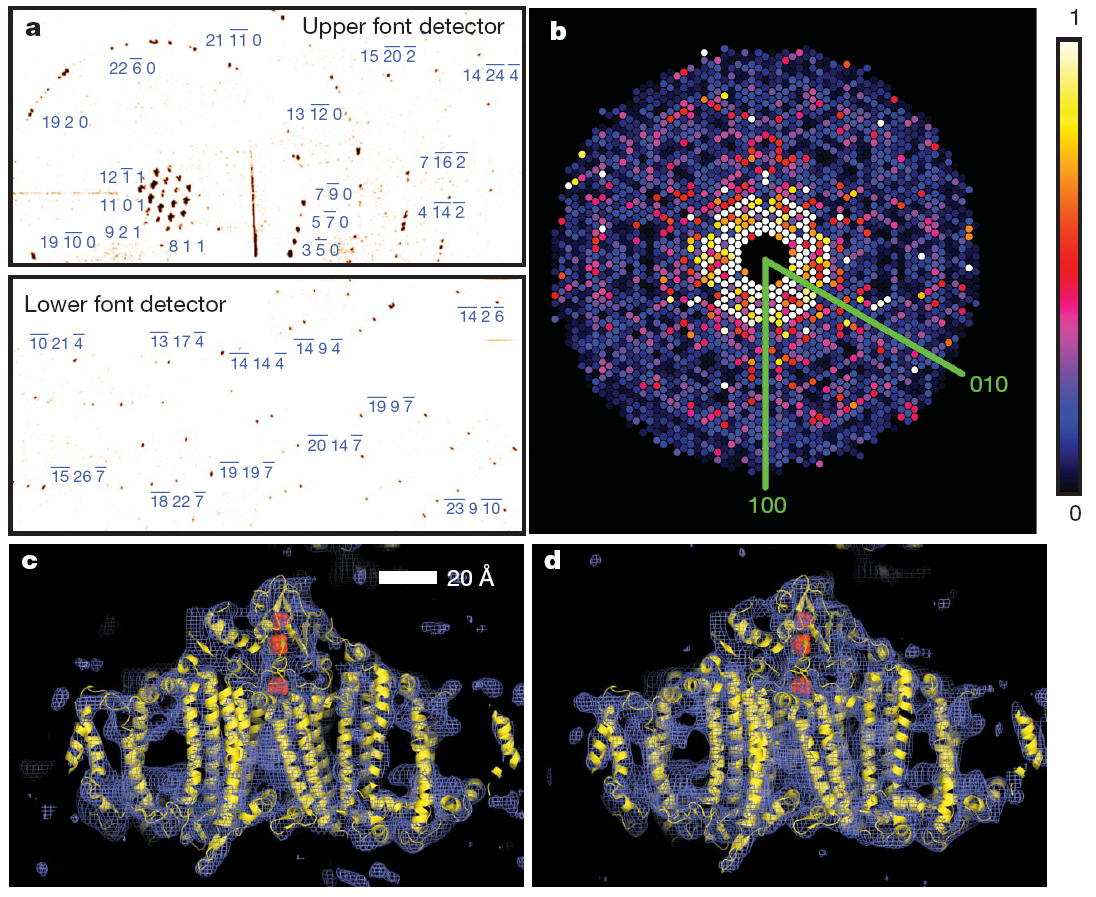 a
Upper font detector
21 1̅1̅ 0
22 6̅ 0
15 2̅0̅ 2̅
14 2̅4̅ 4̅
19 2 0
13 1̅2̅ 0
12 1̅ 1
11 0 1
9 2 1
8 1 1
19 1̅0̅ 0
7 1̅6̅ 2̅
7 9̅ 0
5 7̅ 0
3 5̅ 0
4 1̅4̅ 2̅
Lower font detector
14 2 6̅
1̅0̅ 21 4̅
1̅3̅ 17 4̅
1̅4̅ 14 4̅
1̅4̅ 9 4̅
1̅9̅ 9 7̅
2̅0̅ 14 7̅
1̅9̅ 19 7̅
15 26 7̅
1̅8̅ 22 7̅
2̅3̅ 9 1̅0̅
b
010
100
1
0
c
20 Å
d